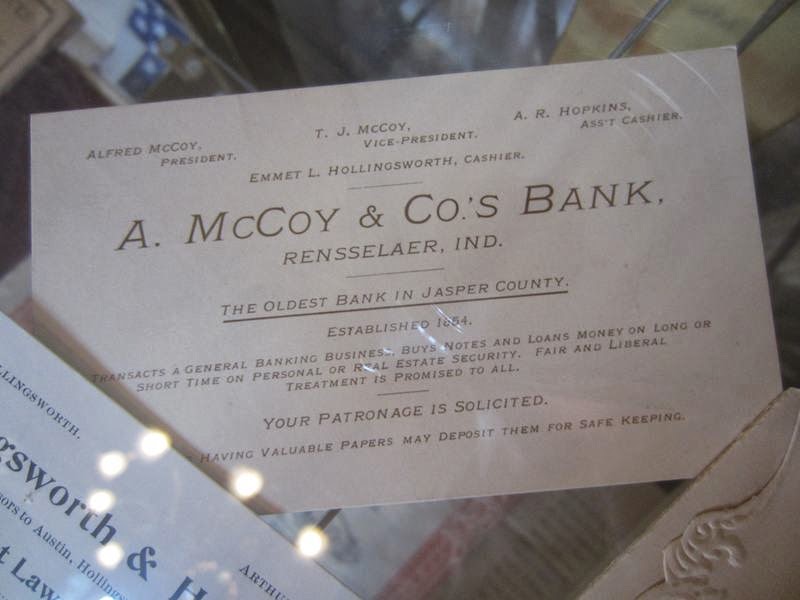 ALFRED MCCOY,
PRESIDENT.
T. J. MCCOY,
VICE-PRESIDENT.
A. R. HOPKINS,
ASS'T CASHIER.
EMMET L. HOLLINGSWORTH, CASHIER.
A. MCCOY & CO.'S BANK,
RENSSELAER, IND.
THE OLDEST BANK IN JASPER COUNTY.
ESTABLISHED 1854.
TRANSACTS A GENERAL BANKING BUSINESS, BUYS NOTES AND LOANS MONEY ON LONG OR
SHORT TIME ON PERSONAL OR REAL ESTATE SECURITY. FAIR AND LIBERAL
TREATMENT IS PROMISED TO ALL.
YOUR PATRONAGE IS SOLICITED.
HAVING VALUABLE PAPERS MAY DEPOSIT THEM FOR SAFE KEEPING.
LLINGSWORTH.
gsworth & H
sors to Austin, Hollings
t Law
ARTHU